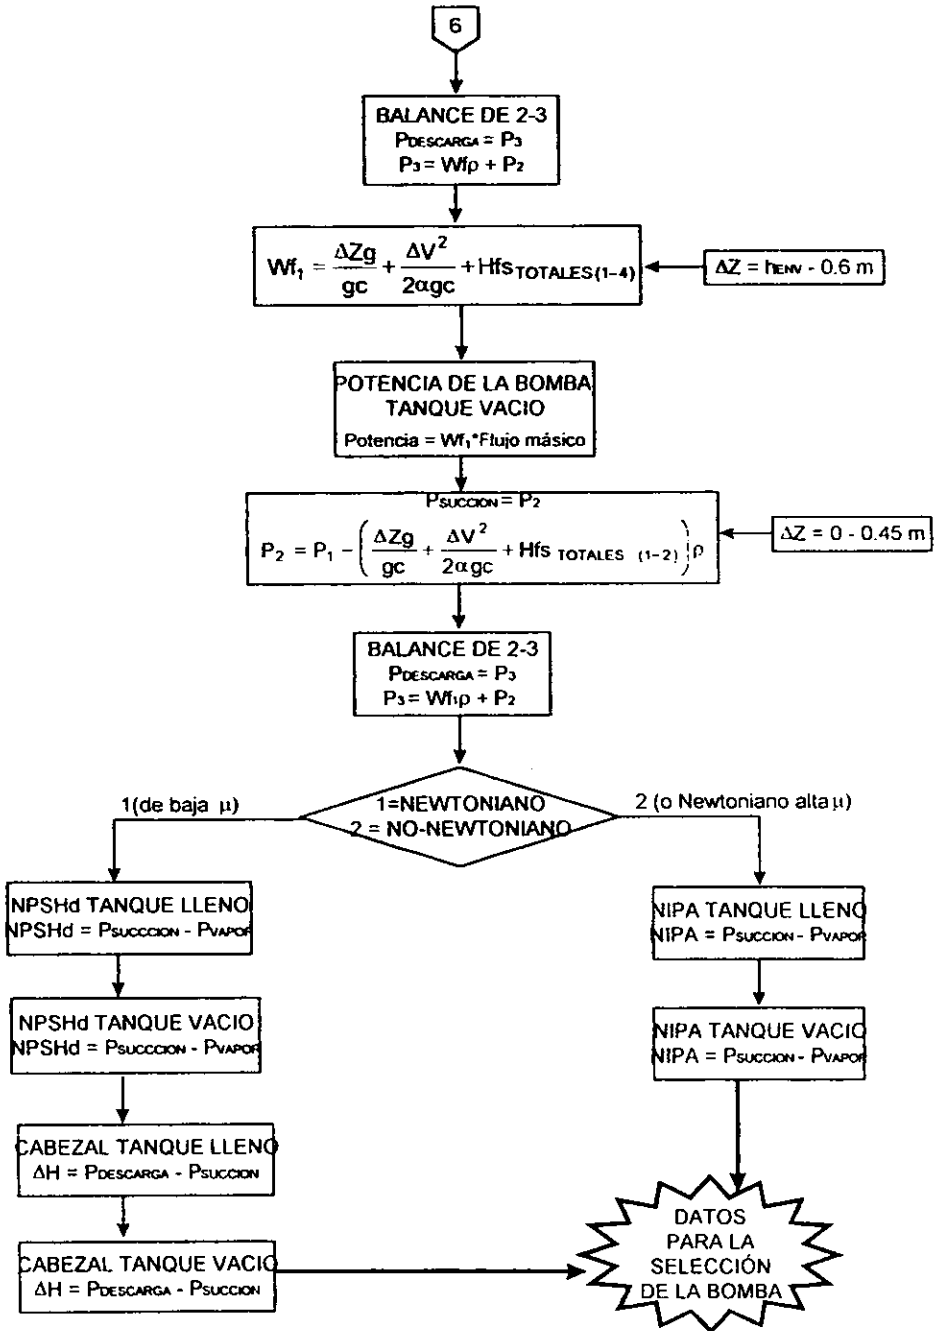 6
BALANCE DE 2-3
PDESCARGA = P3
P3 = Wfρ + P2
Wf1 = ΔZg/gc + ΔV²/2αgc + HfsTOTALES(1-4)
ΔZ = hENV - 0.6 m
POTENCIA DE LA BOMBA
TANQUE VACIO
Potencia = Wf1*Flujo másico
PSUCCION = P2
P2 = P1 - (ΔZg/gc + ΔV²/2αgc + Hfs TOTALES (1-2))ρ
ΔZ = 0 - 0.45 m
BALANCE DE 2-3
PDESCARGA = P3
P3 = Wf1ρ + P2
1(de baja μ)
1=NEWTONIANO
2 = NO-NEWTONIANO
2 (o Newtoniano alta μ)
NPSHd TANQUE LLENO
NPSHd = PSUCCCION - PVAPOR
NIPA TANQUE LLENO
NIPA = PSUCCION - PVAPOR
NPSHd TANQUE VACIO
NPSHd = PSUCCCION - PVAPOR
NIPA TANQUE VACIO
NIPA = PSUCCION - PVAPOR
CABEZAL TANQUE LLENO
ΔH = PDESCARGA - PSUCCION
CABEZAL TANQUE VACIO
ΔH = PDESCARGA - PSUCCION
DATOS
PARA LA
SELECCIÓN
DE LA BOMBA